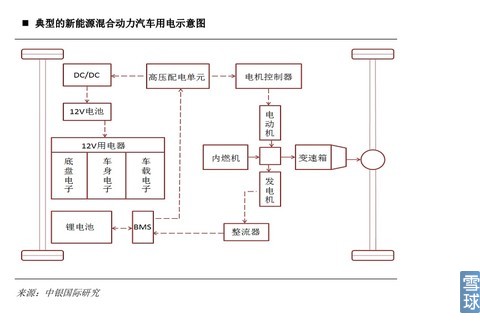 ■ 典型的新能源混合动力汽车用电示意图
DC/DC
高压配电单元
电机控制器
12V电池
电动机
12V用电器
底盘电子
车身电子
车载电子
内燃机
变速箱
发电机
锂电池
BMS
整流器
来源：中银国际研究
雪球